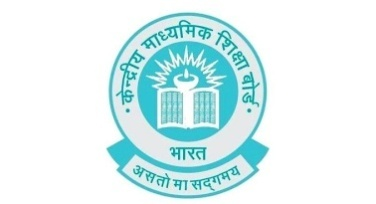 केन्द्रीय माध्यमिक शिक्षा बोर्ड
भारत
असतो मा सद्गमय